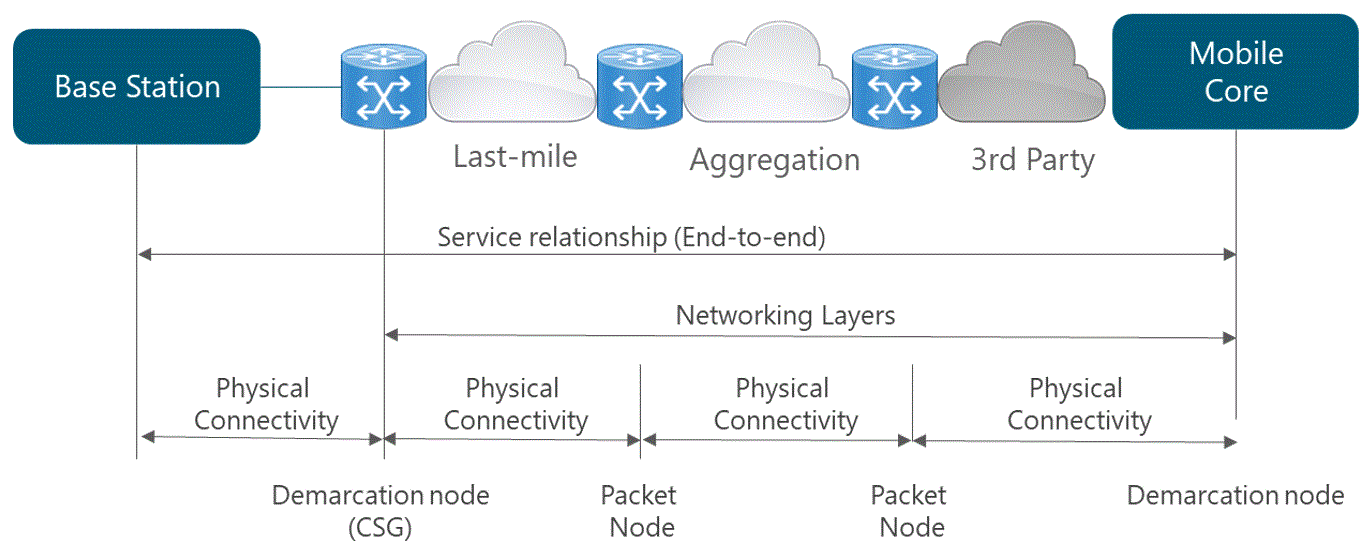 Base Station
Mobile
Core
Last-mile
Aggregation
3rd Party
Service relationship (End-to-end)
Networking Layers
Physical
Connectivity
Physical
Connectivity
Physical
Connectivity
Physical
Connectivity
Demarcation node
(CSG)
Packet
Node
Packet
Node
Demarcation node